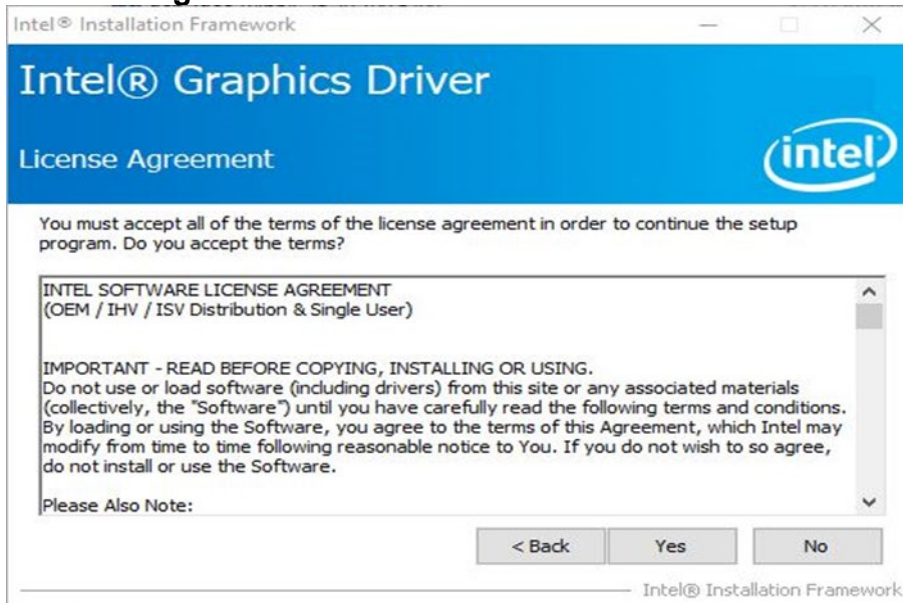 Intel® Installation Framework
Intel® Graphics Driver
License Agreement
intel
You must accept all of the terms of the license agreement in order to continue the setup
program. Do you accept the terms?
INTEL SOFTWARE LICENSE AGREEMENT
(OEM / IHV / ISV Distribution & Single User)
IMPORTANT - READ BEFORE COPYING, INSTALLING OR USING.
Do not use or load software (including drivers) from this site or any associated materials
(collectively, the "Software") until you have carefully read the following terms and conditions.
By loading or using the Software, you agree to the terms of this Agreement, which Intel may
modify from time to time following reasonable notice to You. If you do not wish to so agree,
do not install or use the Software.
Please Also Note:
< Back Yes No
Intel® Installation Framework